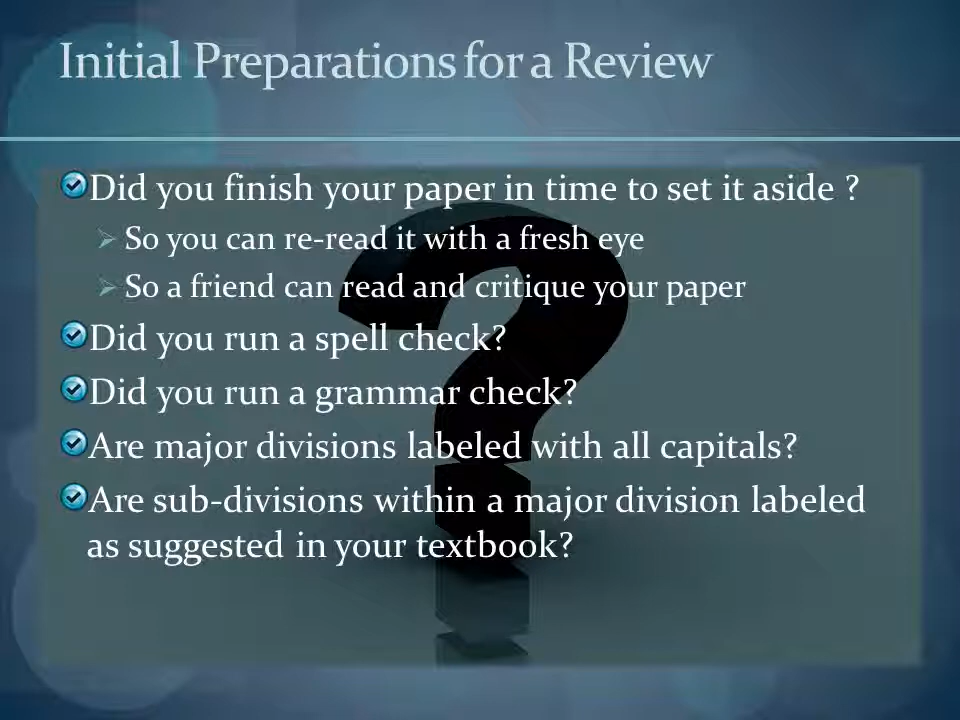 Initial Preparations for a Review
Did you finish your paper in time to set it aside ?
So you can re-read it with a fresh eye
So a friend can read and critique your paper
Did you run a spell check?
Did you run a grammar check?
Are major divisions labeled with all capitals?
Are sub-divisions within a major division labeled
as suggested in your textbook?